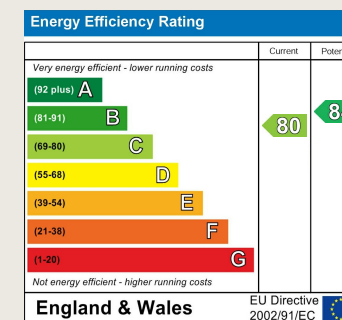 Energy Efficiency Rating
Current
Very energy efficient - lower running costs
(92 plus) A
(81-91) B
(69-80) C
80
(55-68) D
(39-54) E
(21-38) F
(1-20) G
Not energy efficient - higher running costs
England & Wales
EU Directive
2002/91/EC